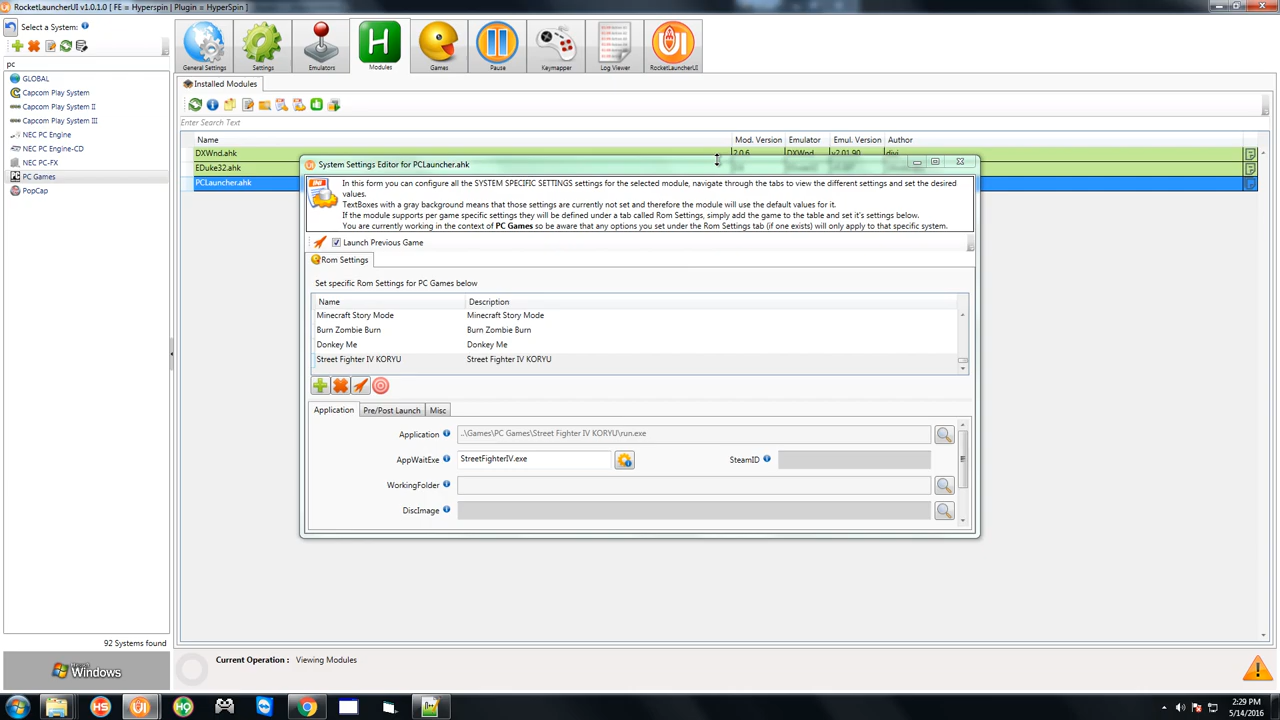 RocketLauncherUI v1.0.1.0 [ FE = Hyperspin | Plugin = HyperSpin ]
Select a System:
pc
GLOBAL
Capcom Play System
Capcom Play System II
Capcom Play System III
NEC PC Engine
NEC PC Engine-CD
NEC PC-FX
PC Games
PopCap
92 Systems found
Windows
General Settings
Settings
Emulators
H
Modules
Games
Pause
Keymapper
Log Viewer
UI
RocketLauncherUI
Installed Modules
Enter Search Text
Name Mod. Version Emulator Emul. Version Author
DXWnd.ahk 2.0.6 DXWnd v2.01.90 djvj
EDuke32.ahk
PCLauncher.ahk
System Settings Editor for PCLauncher.ahk
In this form you can configure all the SYSTEM SPECIFIC SETTINGS settings for the selected module, navigate through the tabs to view the different settings and set the desired
values.
TextBoxes with a gray background means that those settings are currently not set and therefore the module will use the default values for it.
If the module supports per game specific settings they will be defined under a tab called Rom Settings, simply add the game to the table and set it's settings below.
You are currently working in the context of PC Games so be aware that any options you set under the Rom Settings tab (if one exists) will only apply to that specific system.
Launch Previous Game
Rom Settings
Set specific Rom Settings for PC Games below
Name Description
Minecraft Story Mode Minecraft Story Mode
Burn Zombie Burn Burn Zombie Burn
Donkey Me Donkey Me
Street Fighter IV KORYU Street Fighter IV KORYU
Application Pre/Post Launch Misc
Application ..\Games\PC Games\Street Fighter IV KORYU\run.exe
AppWaitExe StreetFighterIV.exe SteamID
WorkingFolder
DiscImage
Current Operation : Viewing Modules
HS
UI
HQ
2:29 PM
5/14/2016